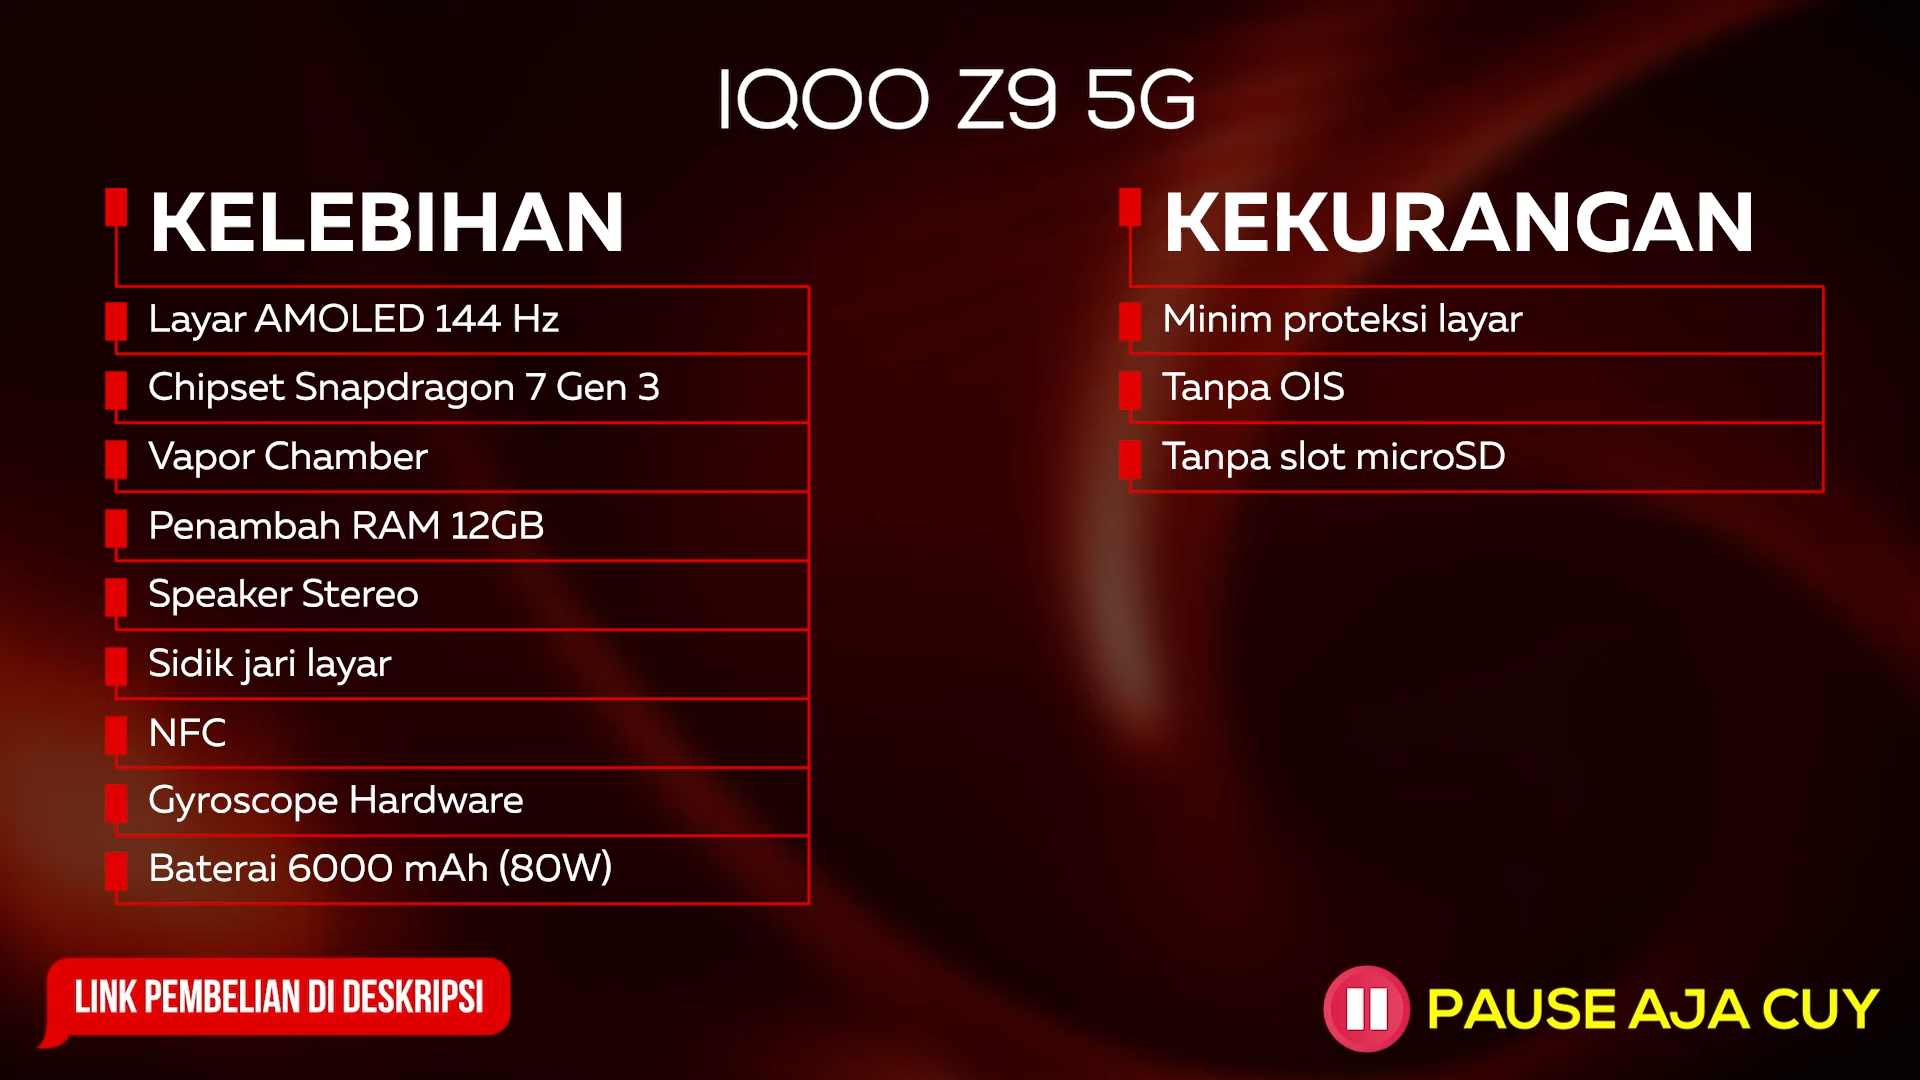 IQOO Z9 5G
KELEBIHAN
Layar AMOLED 144 Hz
Chipset Snapdragon 7 Gen 3
Vapor Chamber
Penambah RAM 12GB
Speaker Stereo
Sidik jari layar
NFC
Gyroscope Hardware
Baterai 6000 mAh (80W)
KEKURANGAN
Minim proteksi layar
Tanpa OIS
Tanpa slot microSD
LINK PEMBELIAN DI DESKRIPSI
PAUSE AJA CUY